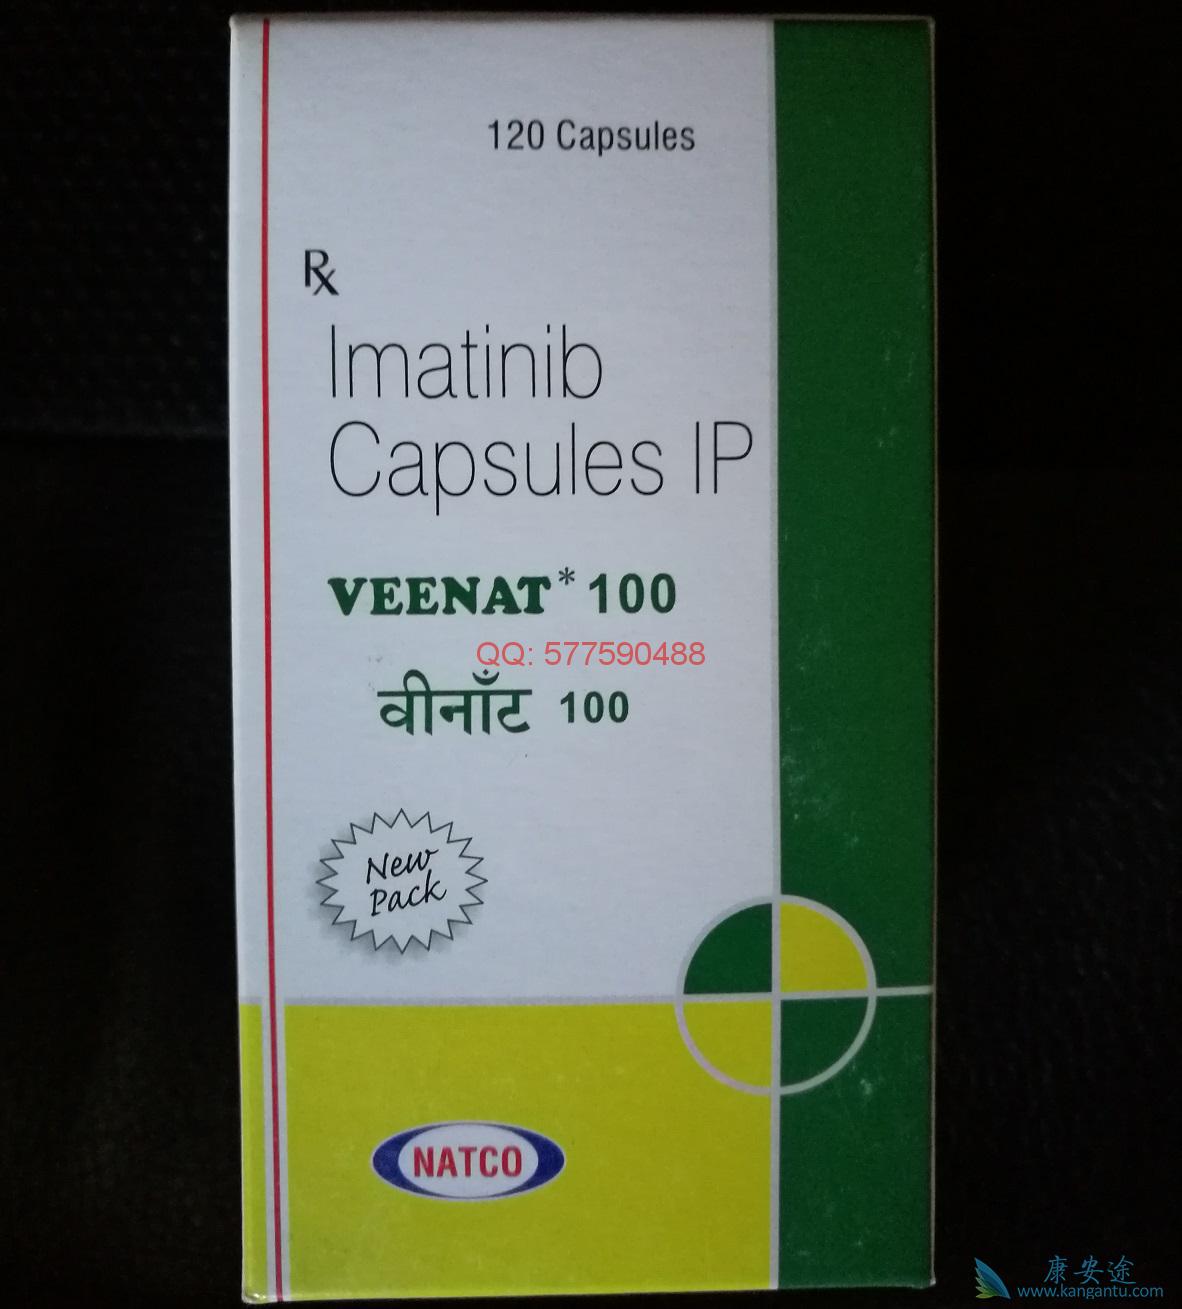 120 Capsules
Rx
Imatinib
Capsules IP
VEENAT* 100
QQ: 577590488
वीनाँट 100
New
Pack
NATCO
康安途
www.kangantu.com